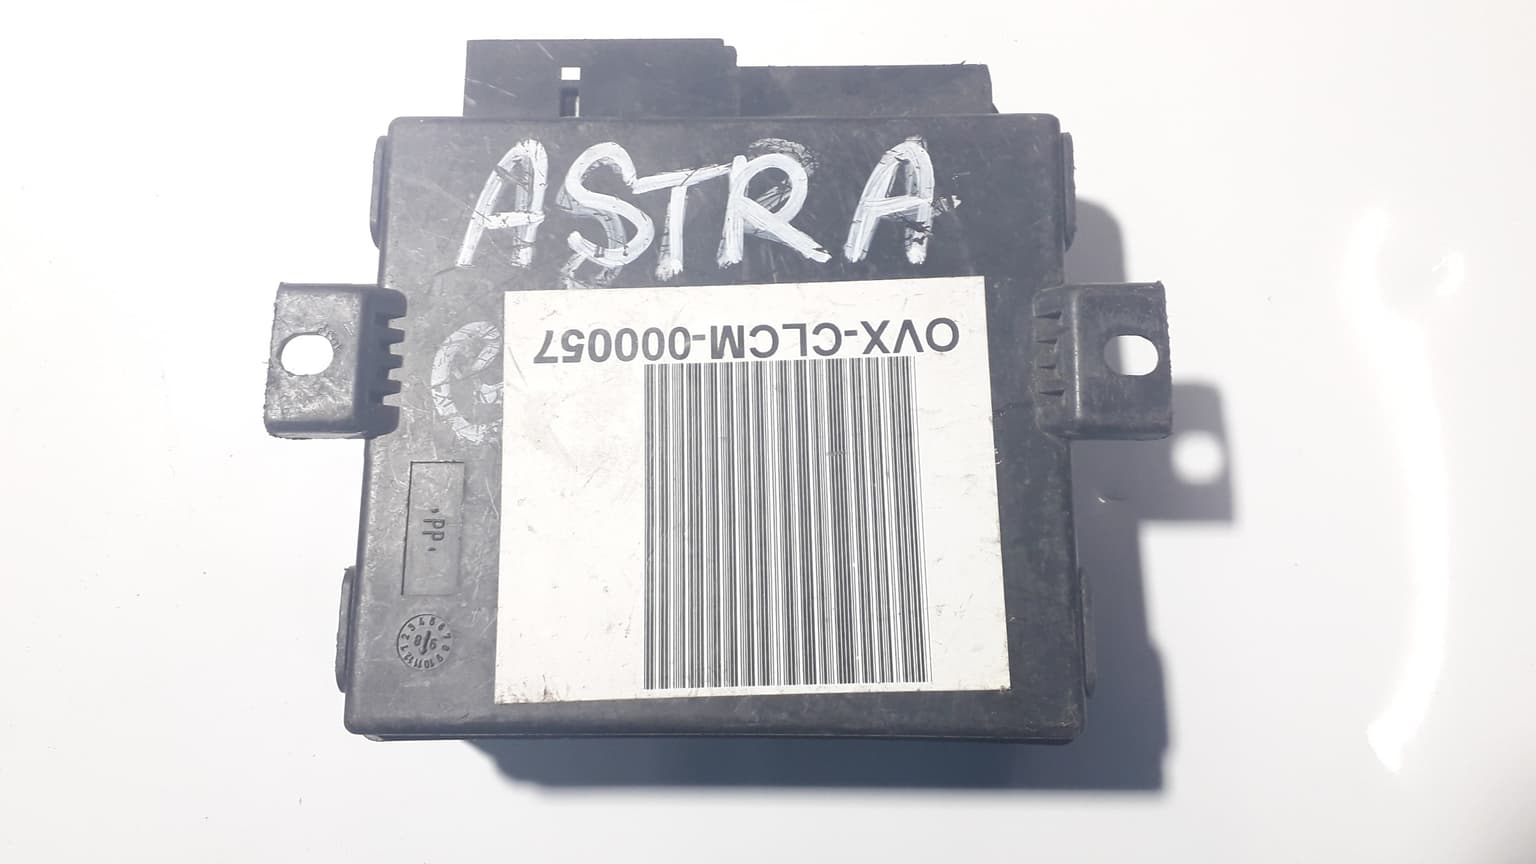 ASTRA
OVX-CLCM-000057
G
PP